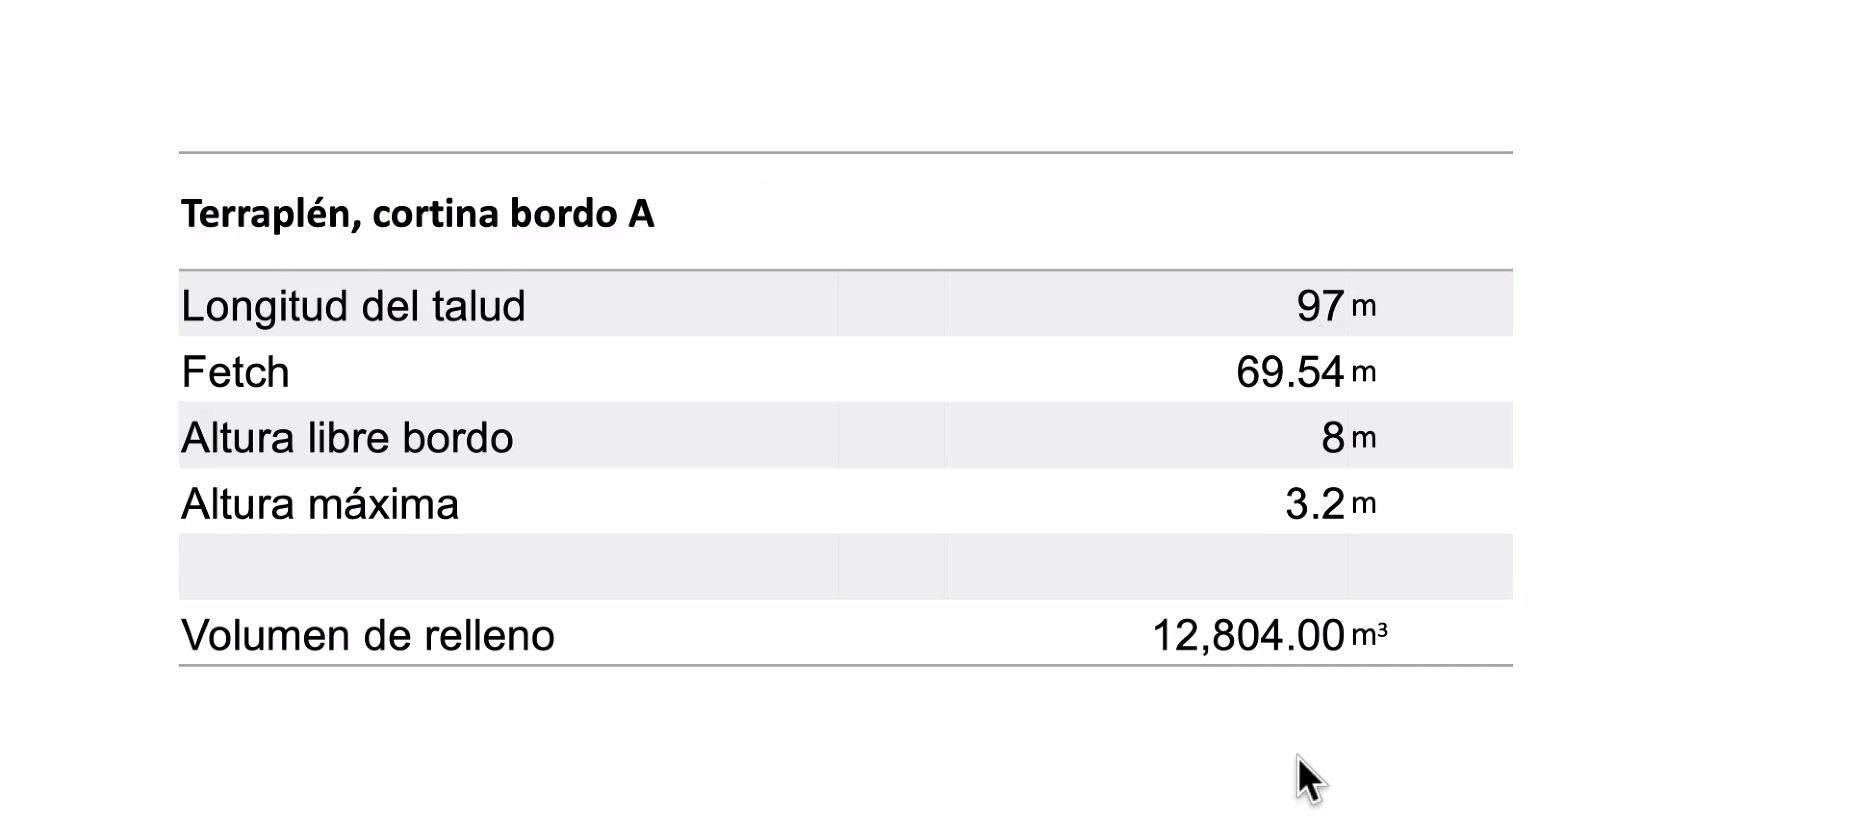 Terraplén, cortina bordo A
Longitud del talud 97 m
Fetch 69.54 m
Altura libre bordo 8 m
Altura máxima 3.2 m
Volumen de relleno 12,804.00 m³